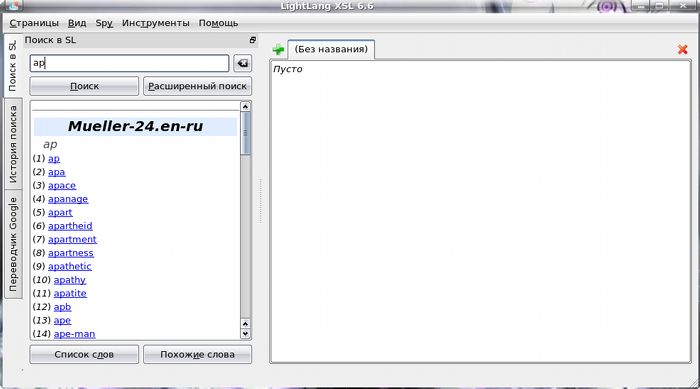 LightLang XSL 6.6
Страницы Вид Spy Инструменты Помощь
Поиск в SL
Поиск в SL
История поиска
Переводчик Google
ap
Поиск
Расширенный поиск
Mueller-24.en-ru
ap
(1) ap
(2) apa
(3) apace
(4) apanage
(5) apart
(6) apartheid
(7) apartment
(8) apartness
(9) apathetic
(10) apathy
(11) apatite
(12) apb
(13) ape
(14) ape-man
Список слов
Похожие слова
(Без названия)
Пусто